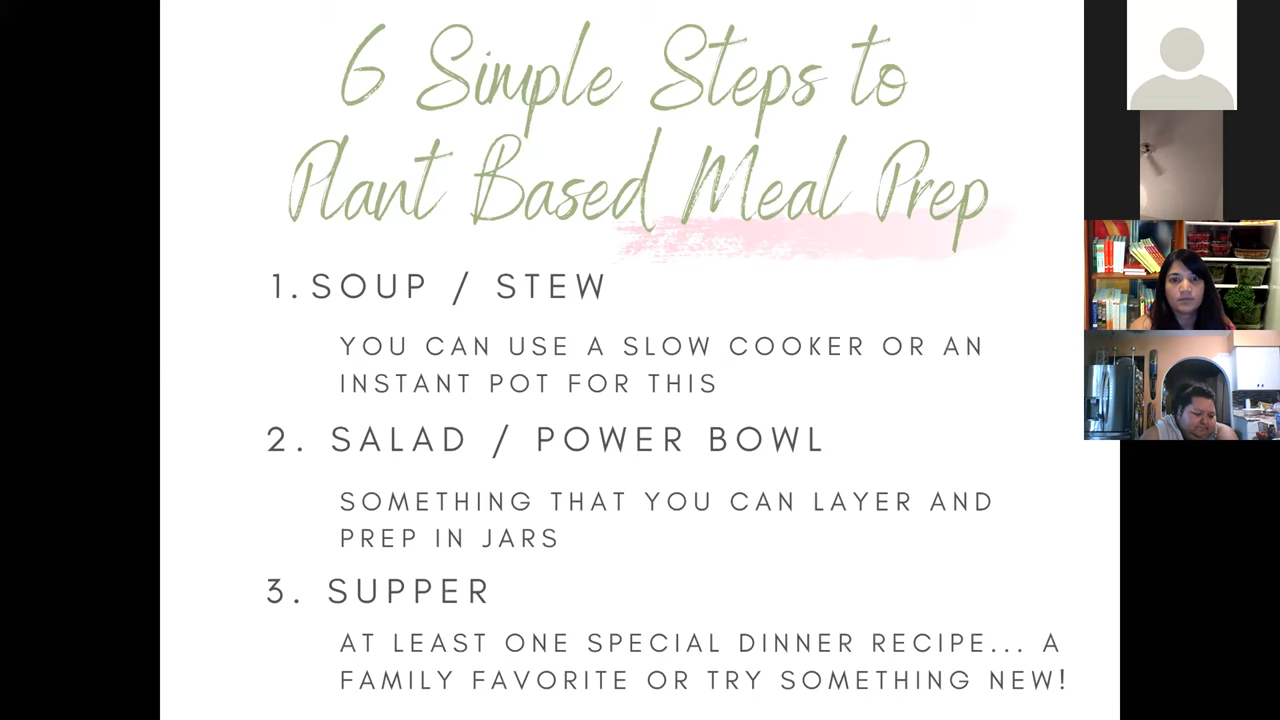 6 Simple Steps to
Plant Based Meal Prep
1. SOUP / STEW
YOU CAN USE A SLOW COOKER OR AN
INSTANT POT FOR THIS
2. SALAD / POWER BOWL
SOMETHING THAT YOU CAN LAYER AND
PREP IN JARS
3. SUPPER
AT LEAST ONE SPECIAL DINNER RECIPE... A
FAMILY FAVORITE OR TRY SOMETHING NEW!